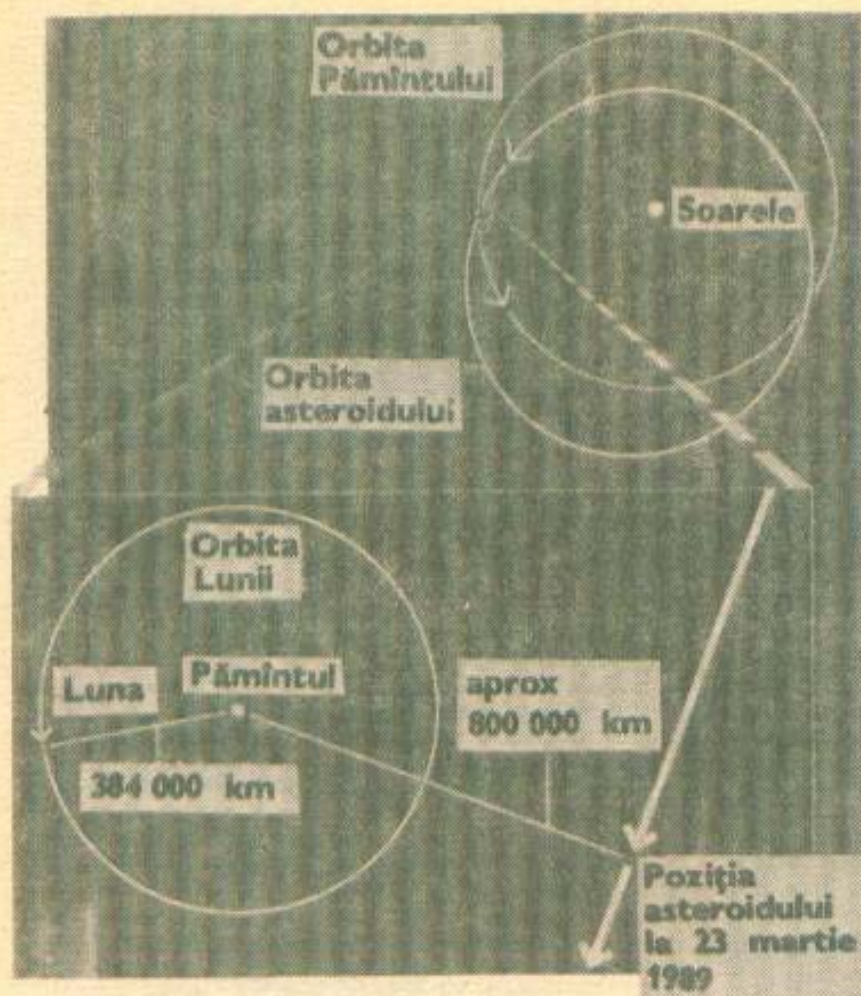 Orbita
Pămîntului
Soarele
Orbita
asteroidului
Orbita
Lunii
Luna
Pămîntul
aprox
800 000 km
384 000 km
Poziţia
asteroidului
la 23 martie
1989